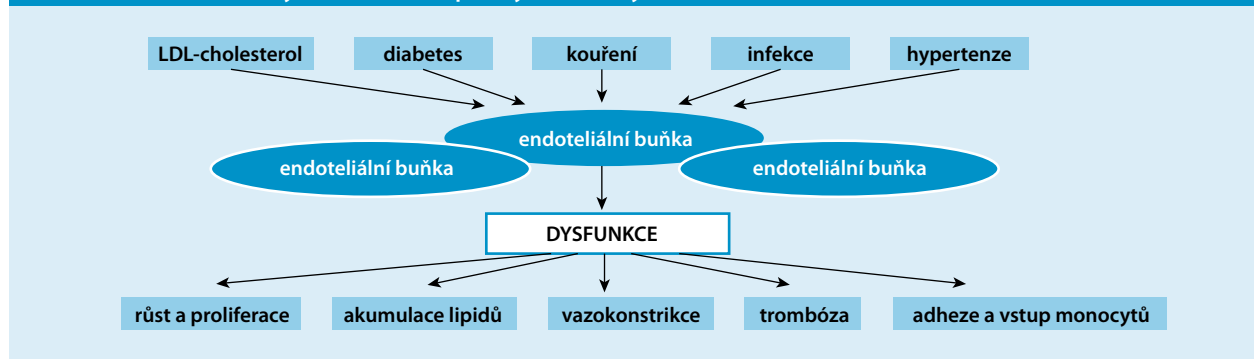 LDL-cholesterol diabetes kouření infekce hypertenze
endoteliální buňka
endoteliální buňka endoteliální buňka
DYSFUNKCE
růst a proliferace akumulace lipidů vazokonstrikce trombóza adheze a vstup monocytů